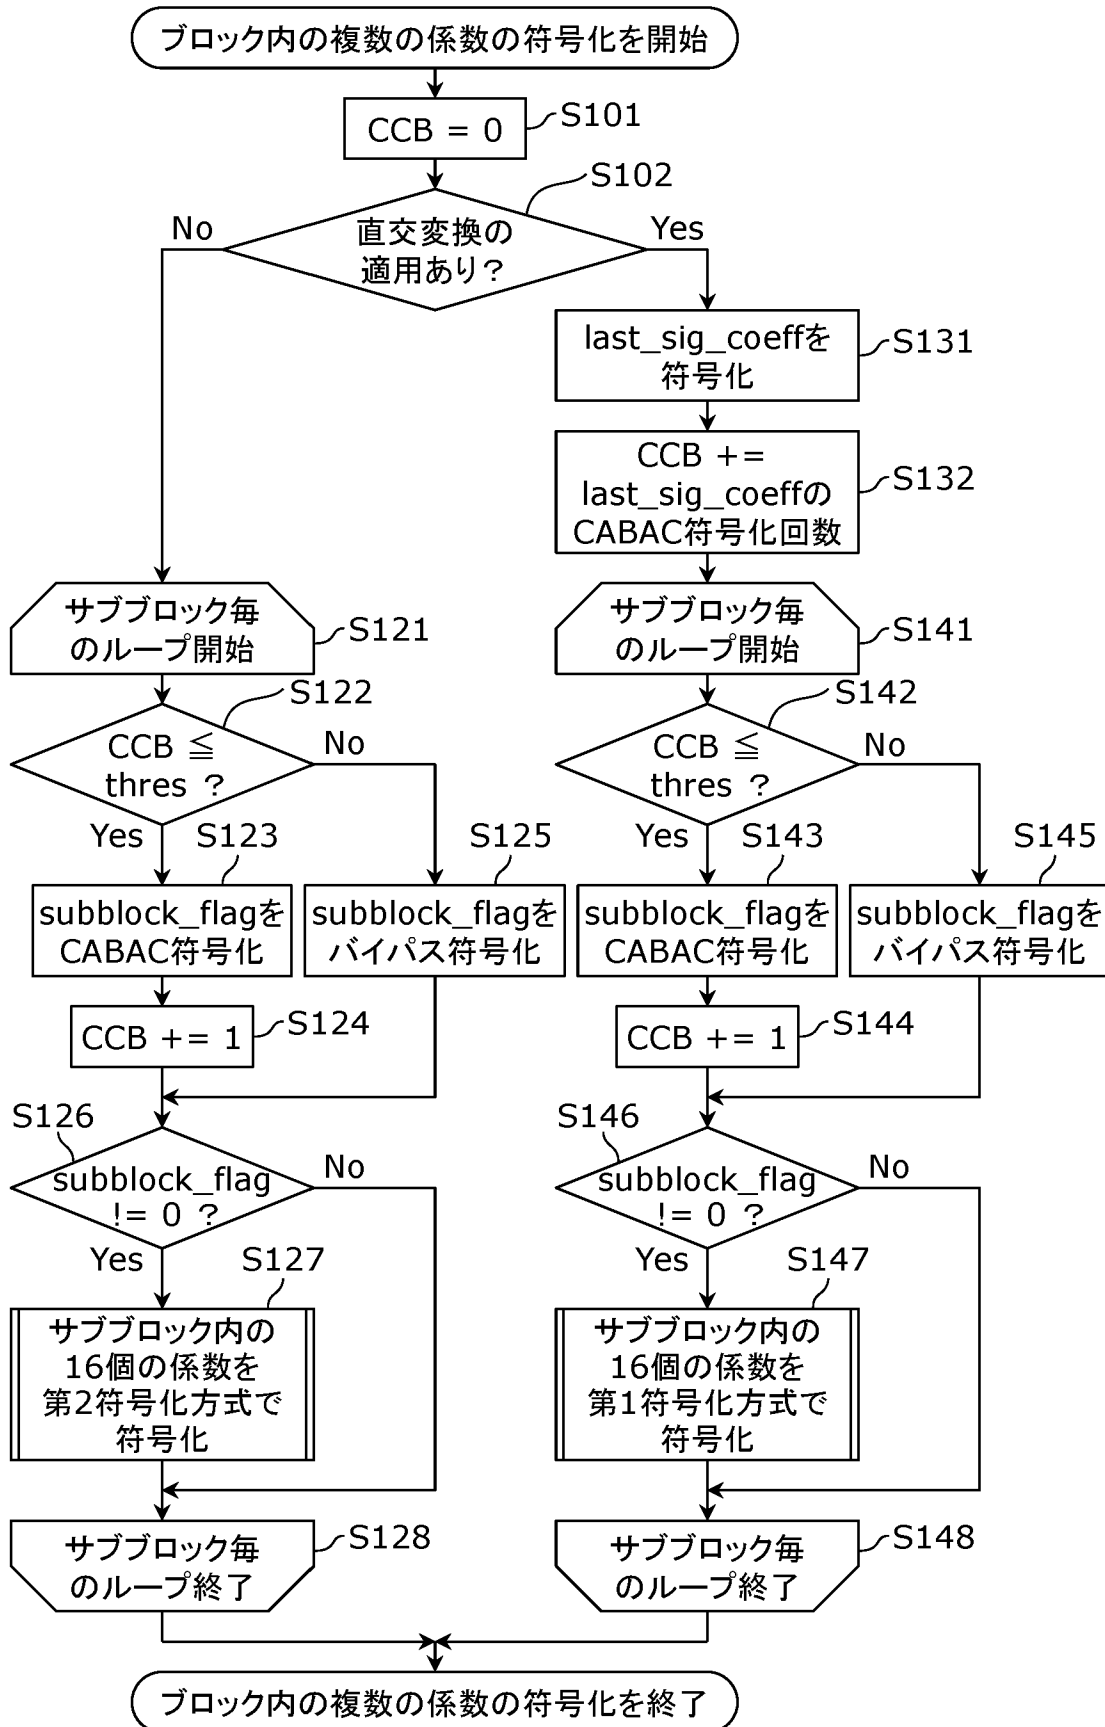 ブロック内の複数の係数の符号化を開始
CCB = 0
S101
S102
直交変換の
適用あり？
No
Yes
last_sig_coeffを
符号化
S131
CCB +=
last_sig_coeffの
CABAC符号化回数
S132
サブブロック毎
のループ開始
S121
サブブロック毎
のループ開始
S141
S122
CCB ≦
thres ？
No
Yes
S142
CCB ≦
thres ？
No
Yes
S123
subblock_flagを
CABAC符号化
S125
subblock_flagを
バイパス符号化
S143
subblock_flagを
CABAC符号化
S145
subblock_flagを
バイパス符号化
CCB += 1
S124
CCB += 1
S144
S126
subblock_flag
!= 0 ？
No
Yes
S146
subblock_flag
!= 0 ？
No
Yes
S127
サブブロック内の
16個の係数を
第2符号化方式で
符号化
S147
サブブロック内の
16個の係数を
第1符号化方式で
符号化
サブブロック毎
のループ終了
S128
サブブロック毎
のループ終了
S148
ブロック内の複数の係数の符号化を終了